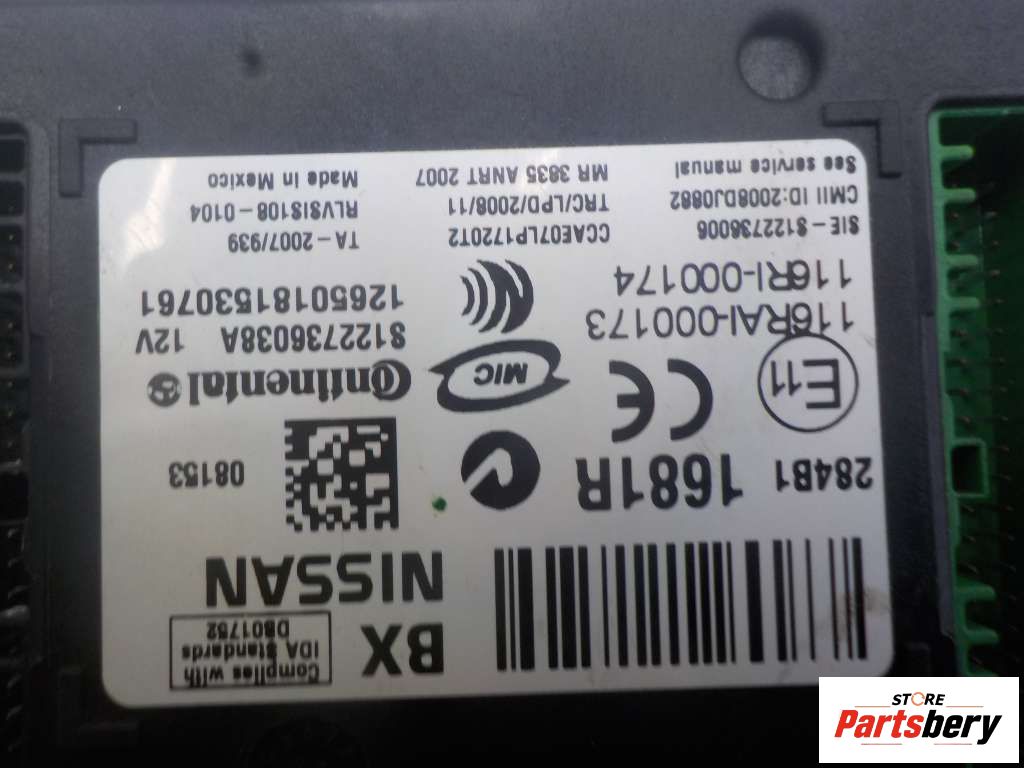 BX
NISSAN
Complies with
IDA Standards
DB01752
284B1 1681R
08153
E11
CE
MIC
Continental
116RAI-000173
116RI-000174
S122736038A 12V
12650181530761
SIE-S122736006
CMII ID:2008DJ0882
See service manual
CCAE07LP1720T2
TRC/LPD/2008/11
MR 3835 ANRT 2007
TA-2007/939
RLVSIS108-0104
Made in Mexico
STORE
Partsbery